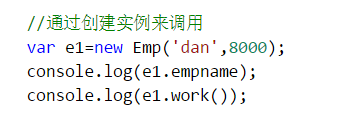 //通过创建实例来调用
var e1=new Emp('dan',8000);
console.log(e1.empname);
console.log(e1.work());